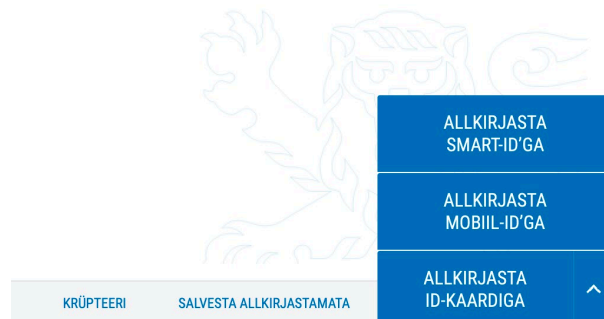 ALLKIRJASTA
SMART-ID'GA
ALLKIRJASTA
MOBIIL-ID'GA
KRÜPTEERI
SALVESTA ALLKIRJASTAMATA
ALLKIRJASTA
ID-KAARDIGA